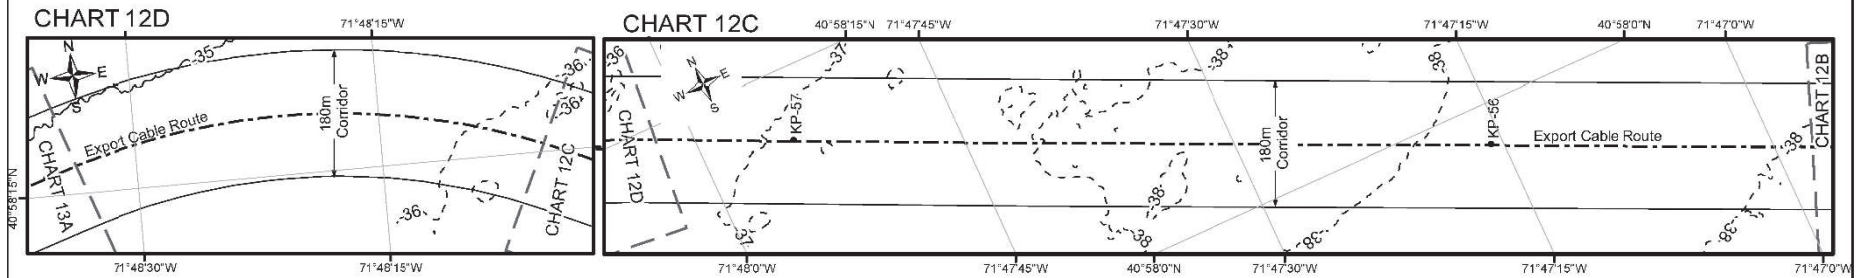 CHART 12D
71°48'15"W
-35
N
W
E
S
-36
-36
180m
Corridor
Export Cable Route
CHART 13A
CHART 12C
-36
40°58'15"N
71°48'30"W
71°48'15"W
CHART 12C
40°58'15"N
71°47'45"W
71°47'30"W
71°47'15"W
40°58'0"N
71°47'0"W
-36
-37
-38
-38
N
E
W
S
CHART 12D
KP-57
180m
Corridor
KP-56
Export Cable Route
CHART 12B
-38
-38
-37
-38
-38
-38
71°48'0"W
71°47'45"W
40°58'0"N
71°47'30"W
71°47'15"W
71°47'0"W